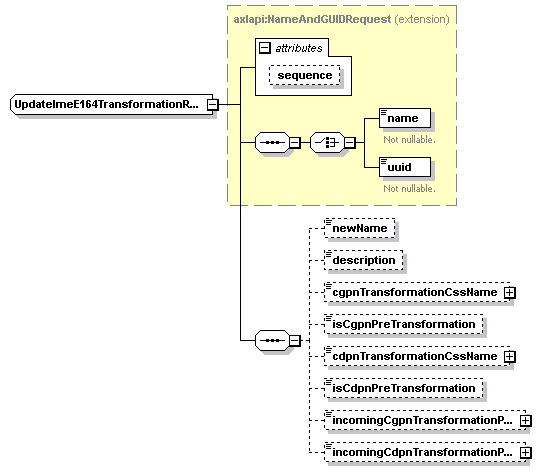 axlapi:NameAndGUIDRequest (extension)
attributes
sequence
UpdateImeE164TransformationR...
name
Not nullable.
uuid
Not nullable.
newName
description
cgpnTransformationCssName
isCgpnPreTransformation
cdpnTransformationCssName
isCdpnPreTransformation
incomingCgpnTransformationP...
incomingCdpnTransformationP...